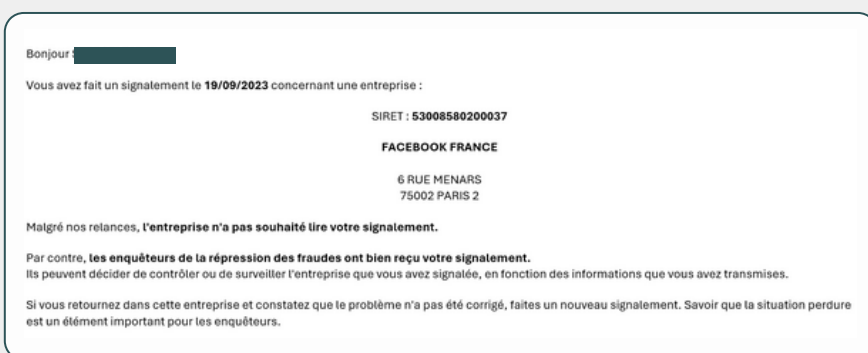 Bonjour
Vous avez fait un signalement le 19/09/2023 concernant une entreprise :
SIRET : 53008580200037
FACEBOOK FRANCE
6 RUE MENARS
75002 PARIS 2
Malgré nos relances, l'entreprise n'a pas souhaité lire votre signalement.
Par contre, les enquêteurs de la répression des fraudes ont bien reçu votre signalement.
Ils peuvent décider de contrôler ou de surveiller l'entreprise que vous avez signalée, en fonction des informations que vous avez transmises.
Si vous retournez dans cette entreprise et constatez que le problème n'a pas été corrigé, faites un nouveau signalement. Savoir que la situation perdure
est un élément important pour les enquêteurs.